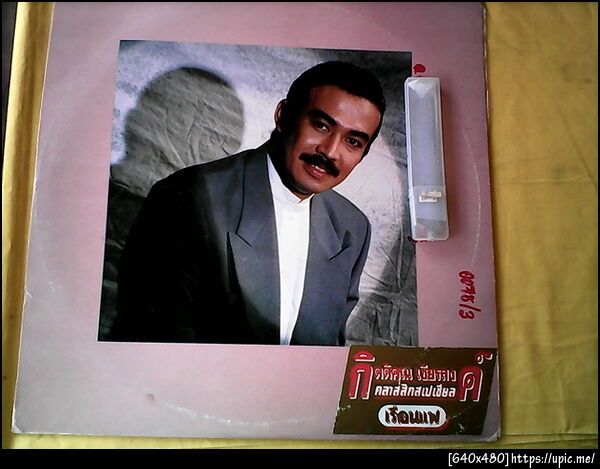 กิตติคุณ เชียรสงค์
คลาสสิกสเปเชียล
เรือนแพ
[640x480]https://upic.me/